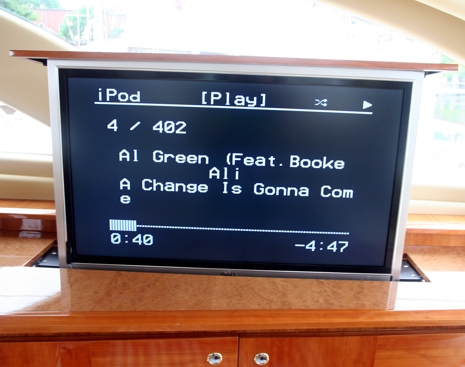 iPod [Play]
4 / 402
Al Green (Feat. Booke
Ali
A Change Is Gonna Com
e
0:40 -4:47